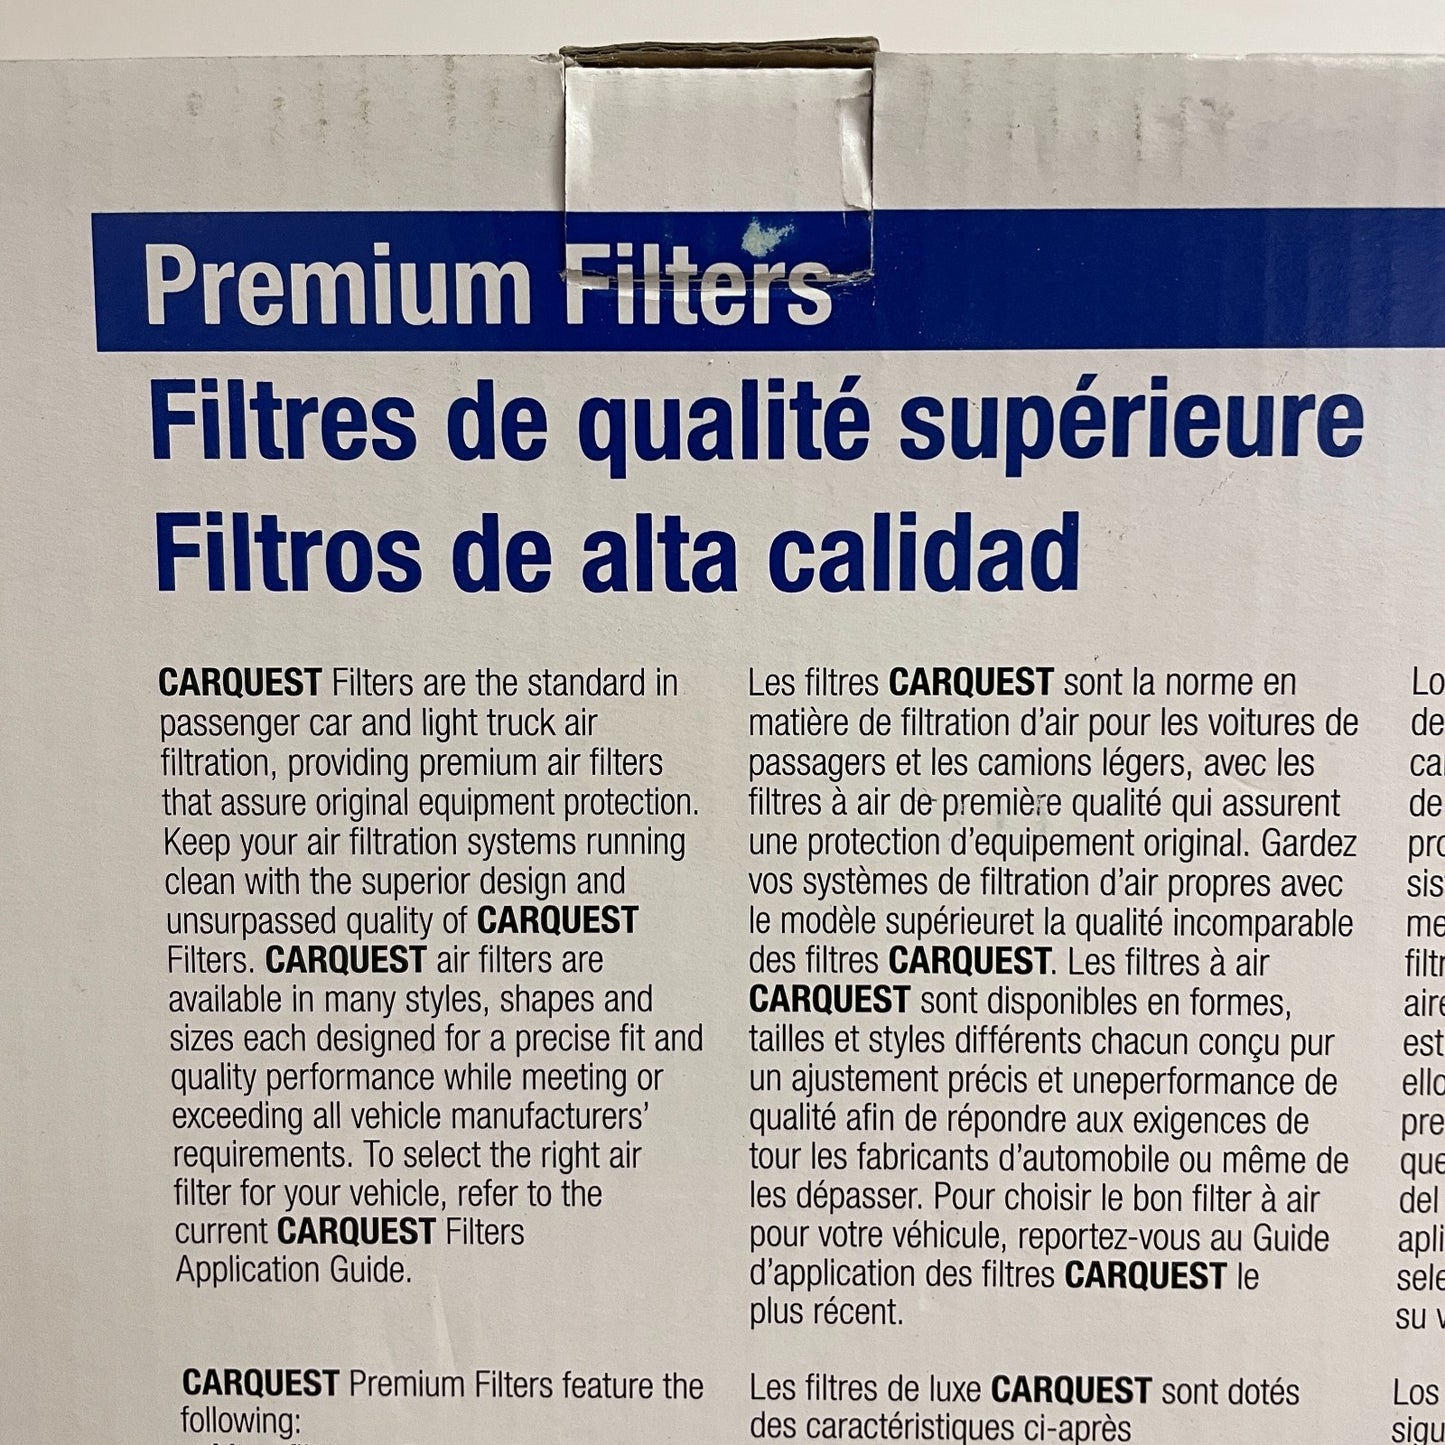 Premium Filters
Filtres de qualité supérieure
Filtros de alta calidad
CARQUEST Filters are the standard in
passenger car and light truck air
filtration, providing premium air filters
that assure original equipment protection.
Keep your air filtration systems running
clean with the superior design and
unsurpassed quality of CARQUEST
Filters. CARQUEST air filters are
available in many styles, shapes and
sizes each designed for a precise fit and
quality performance while meeting or
exceeding all vehicle manufacturers’
requirements. To select the right air
filter for your vehicle, refer to the
current CARQUEST Filters
Application Guide.
CARQUEST Premium Filters feature the
following:
Les filtres CARQUEST sont la norme en
matière de filtration d’air pour les voitures de
passagers et les camions légers, avec les
filtres à air de première qualité qui assurent
une protection d’equipement original. Gardez
vos systèmes de filtration d’air propres avec
le modèle supérieuret la qualité incomparable
des filtres CARQUEST. Les filtres à air
CARQUEST sont disponibles en formes,
tailles et styles différents chacun conçu pur
un ajustement précis et uneperformance de
qualité afin de répondre aux exigences de
tour les fabricants d’automobile ou même de
les dépasser. Pour choisir le bon filter à air
pour votre véhicule, reportez-vous au Guide
d’application des filtres CARQUEST le
plus récent.
Les filtres de luxe CARQUEST sont dotés
des caractéristiques ci-après
Los
del
su